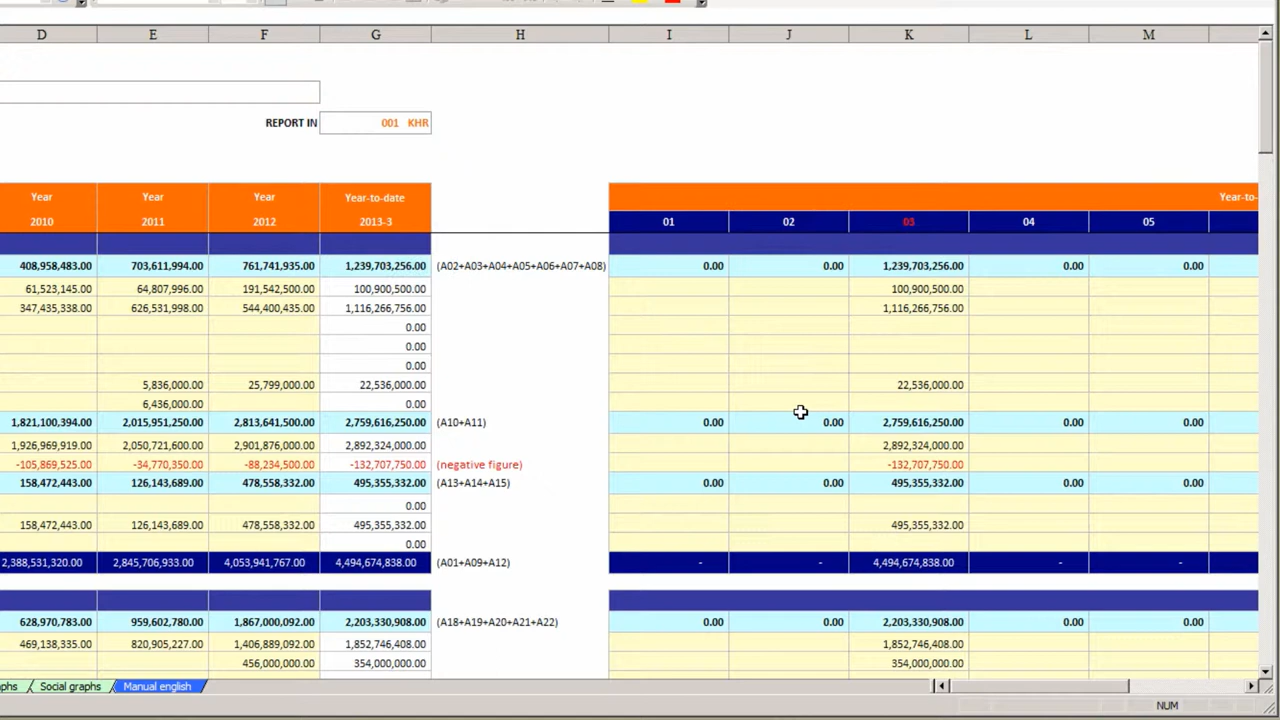 D E F G H I J K L M
REPORT IN 001 KHR
Year Year Year Year-to-date Year-to-
2010 2011 2012 2013-3 01 02 03 04 05
408,958,483.00 703,611,994.00 761,741,935.00 1,239,703,256.00 (A02+A03+A04+A05+A06+A07+A08) 0.00 0.00 1,239,703,256.00 0.00 0.00
61,523,145.00 64,807,996.00 191,542,500.00 100,900,500.00 100,900,500.00
347,435,338.00 626,531,998.00 544,400,435.00 1,116,266,756.00 1,116,266,756.00
0.00
0.00
0.00
5,836,000.00 25,799,000.00 22,536,000.00 22,536,000.00
6,436,000.00 0.00
1,821,100,394.00 2,015,951,250.00 2,813,641,500.00 2,759,616,250.00 (A10+A11) 0.00 0.00 2,759,616,250.00 0.00 0.00
1,926,969,919.00 2,050,721,600.00 2,901,876,000.00 2,892,324,000.00 2,892,324,000.00
-105,869,525.00 -34,770,350.00 -88,234,500.00 -132,707,750.00 (negative figure) -132,707,750.00
158,472,443.00 126,143,689.00 478,558,332.00 495,355,332.00 (A13+A14+A15) 0.00 0.00 495,355,332.00 0.00 0.00
0.00
158,472,443.00 126,143,689.00 478,558,332.00 495,355,332.00 495,355,332.00
0.00
2,388,531,320.00 2,845,706,933.00 4,053,941,767.00 4,494,674,838.00 (A01+A09+A12) - - 4,494,674,838.00 - -
628,970,783.00 959,602,780.00 1,867,000,092.00 2,203,330,908.00 (A18+A19+A20+A21+A22) 0.00 0.00 2,203,330,908.00 0.00 0.00
469,138,335.00 820,905,227.00 1,406,889,092.00 1,852,746,408.00 1,852,746,408.00
456,000,000.00 354,000,000.00 354,000,000.00
phs Social graphs Manual english
NUM